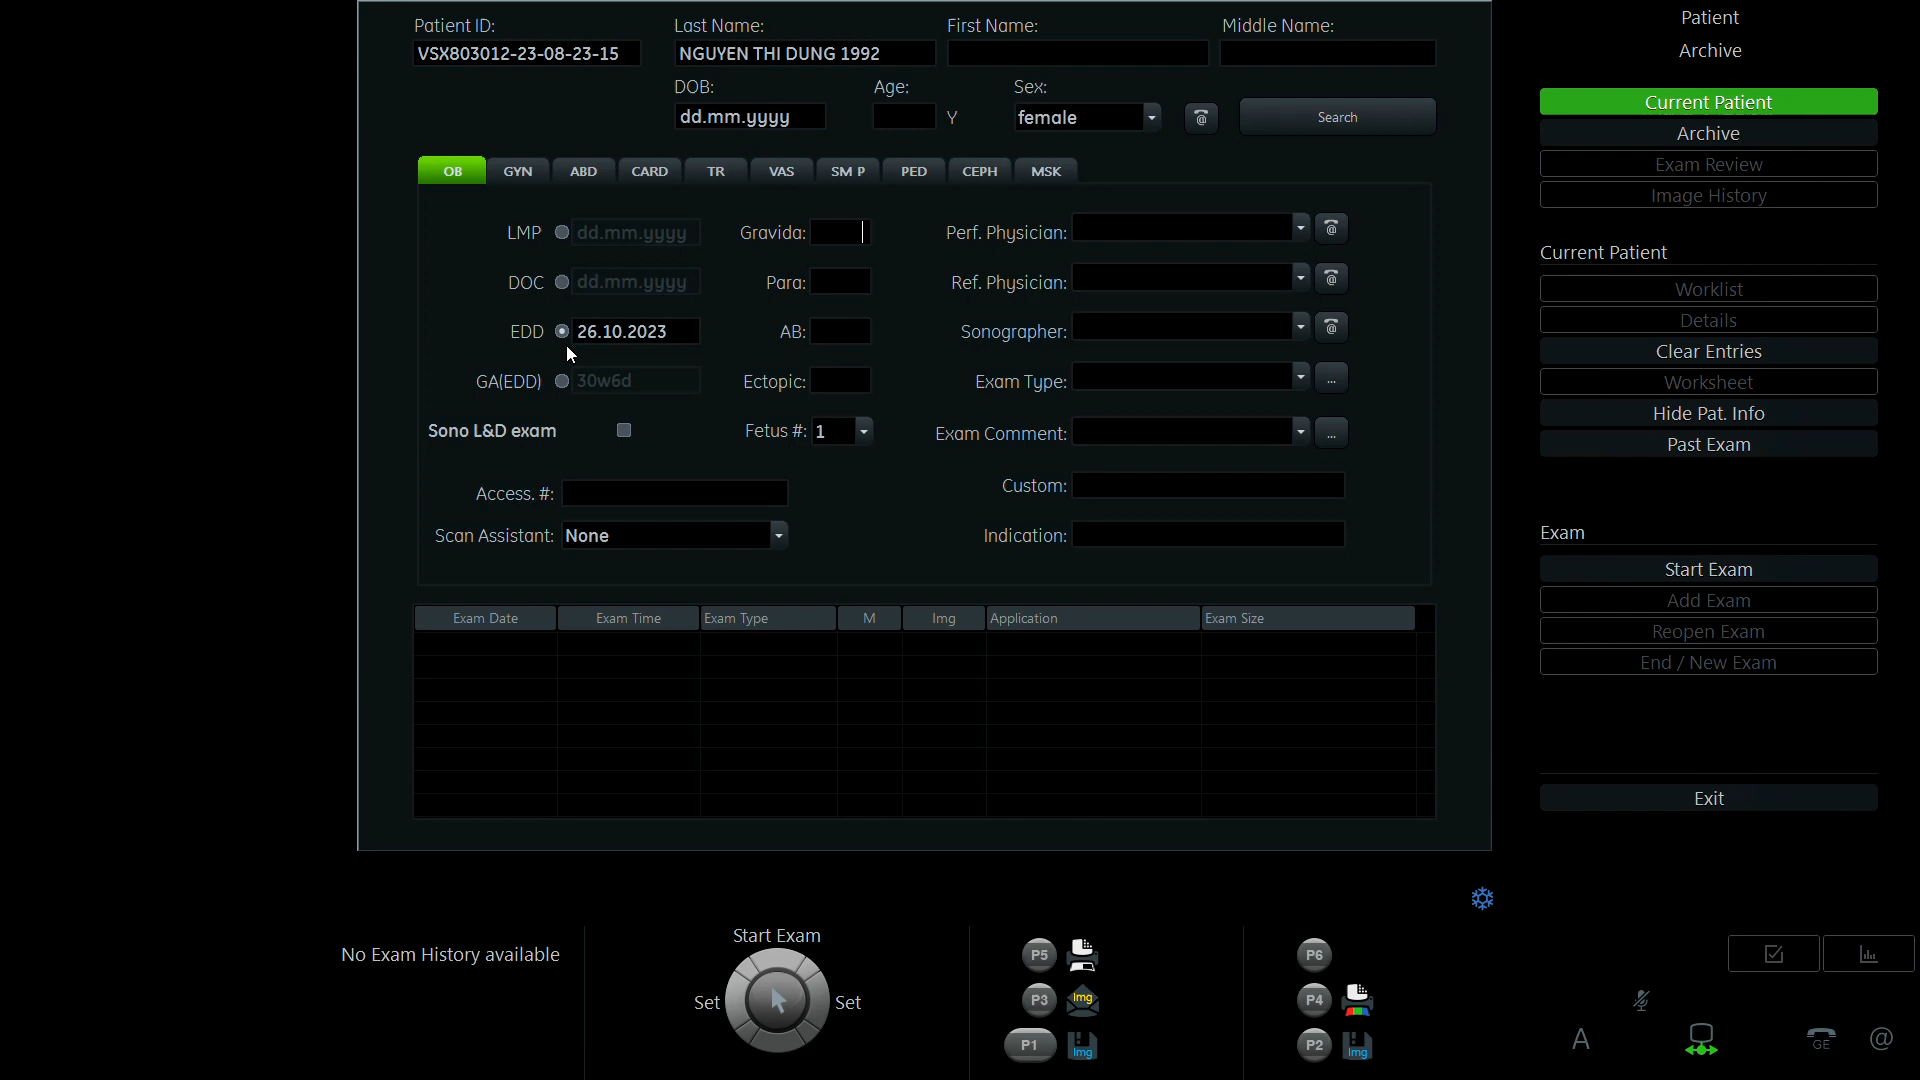 Patient ID: Last Name: First Name: Middle Name:
VSX803012-23-08-23-15 NGUYEN THI DUNG 1992
DOB: Age: Sex:
dd.mm.yyyy Y female @ Search
OB GYN ABD CARD TR VAS SM P PED CEPH MSK
LMP dd.mm.yyyy Gravida: Perf. Physician: @
DOC dd.mm.yyyy Para: Ref. Physician: @
EDD 26.10.2023 AB: Sonographer: @
GA(EDD) 30w6d Ectopic: Exam Type: ...
Sono L&D exam Fetus #: 1 Exam Comment: ...
Access. #: Custom:
Scan Assistant: None Indication:
Exam Date Exam Time Exam Type M Img Application Exam Size
Patient
Archive
Current Patient
Archive
Exam Review
Image History
Current Patient
Worklist
Details
Clear Entries
Worksheet
Hide Pat. Info
Past Exam
Exam
Start Exam
Add Exam
Reopen Exam
End / New Exam
Exit
No Exam History available
Start Exam
Set Set
P5
P3 Img
P1 Img
P6
P4
P2 Img
A GE @